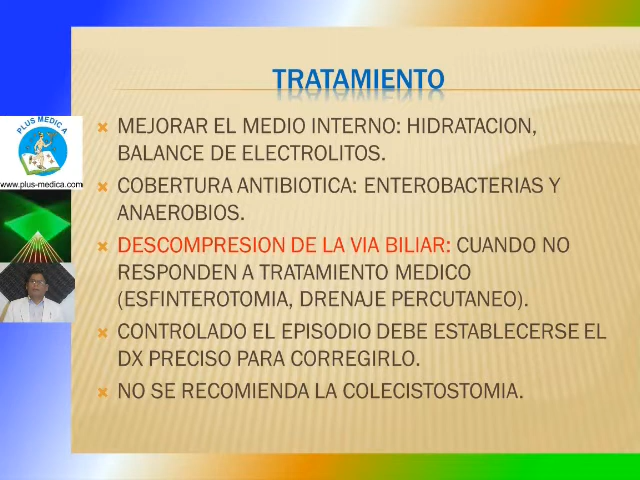 TRATAMIENTO
PLUS MEDIC A
www.plus-medica.com
MEJORAR EL MEDIO INTERNO: HIDRATACION,
BALANCE DE ELECTROLITOS.
COBERTURA ANTIBIOTICA: ENTEROBACTERIAS Y
ANAEROBIOS.
DESCOMPRESION DE LA VIA BILIAR: CUANDO NO
RESPONDEN A TRATAMIENTO MEDICO
(ESFINTEROTOMIA, DRENAJE PERCUTANEO).
CONTROLADO EL EPISODIO DEBE ESTABLECERSE EL
DX PRECISO PARA CORREGIRLO.
NO SE RECOMIENDA LA COLECISTOSTOMIA.